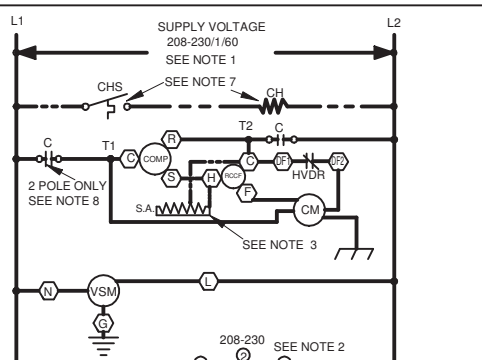 L1
SUPPLY VOLTAGE
L2
208-230/1/60
SEE NOTE 1
SEE NOTE 7
CHS
CH
R
T2
C
C
T1
C
COMP
C
DF1
HVDR
DF2
S
H
RCCF
2 POLE ONLY
SEE NOTE 8
F
S.A.
CM
SEE NOTE 3
N
VSM
L
G
208-230
SEE NOTE 2
2